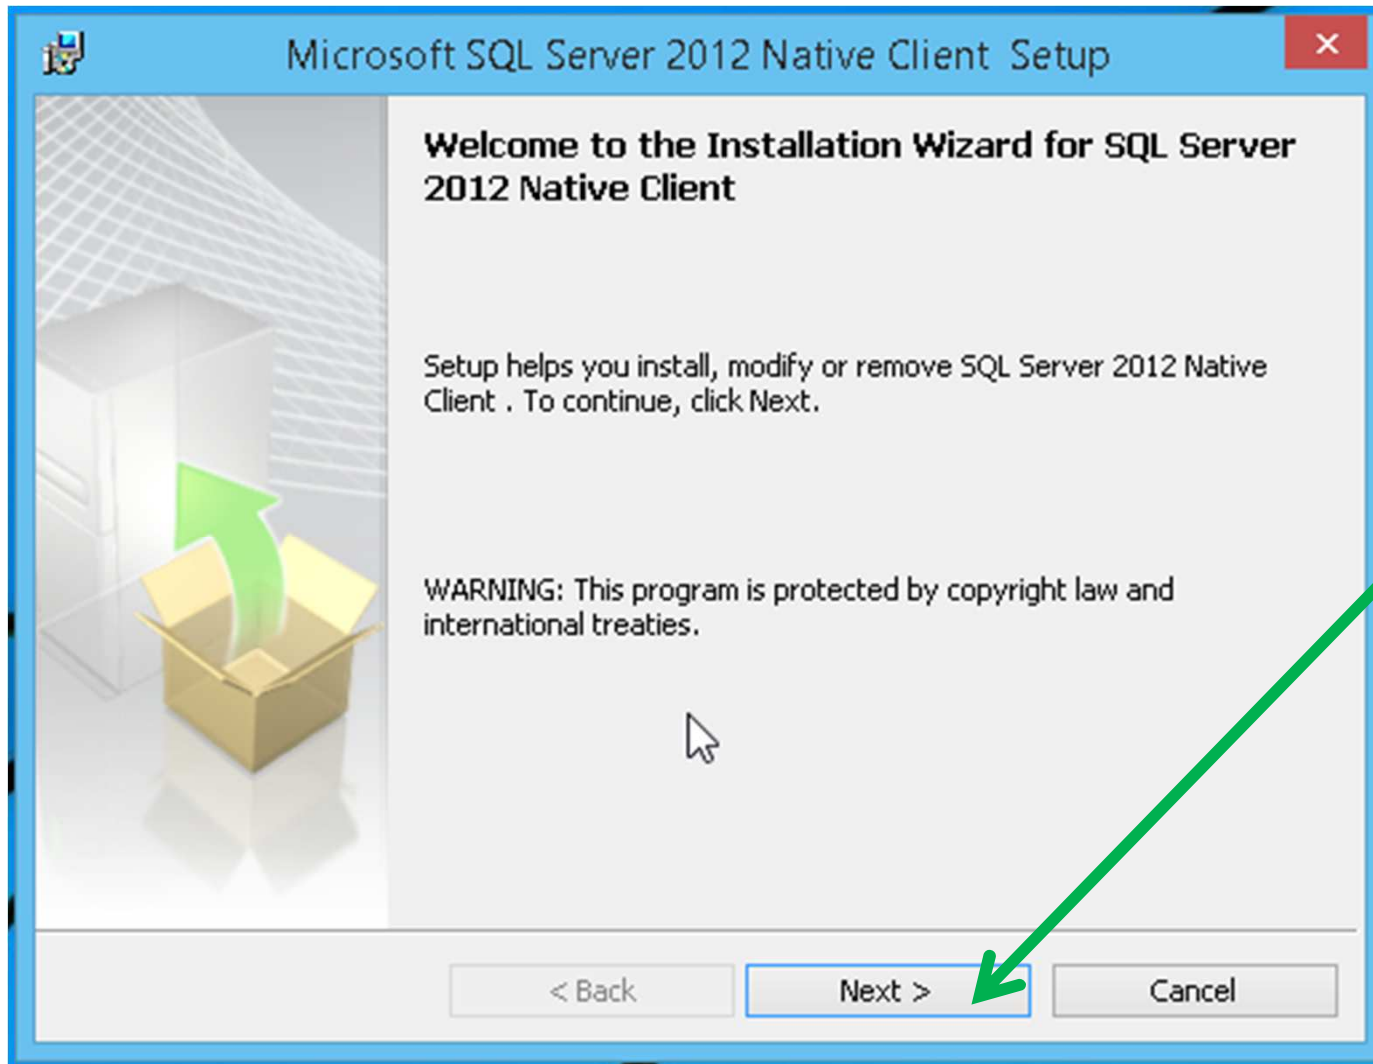 Microsoft SQL Server 2012 Native Client  Setup
Welcome to the Installation Wizard for SQL Server
2012 Native Client
Setup helps you install, modify or remove SQL Server 2012 Native
Client . To continue, click Next.
WARNING: This program is protected by copyright law and
international treaties.
< Back
Next >
Cancel